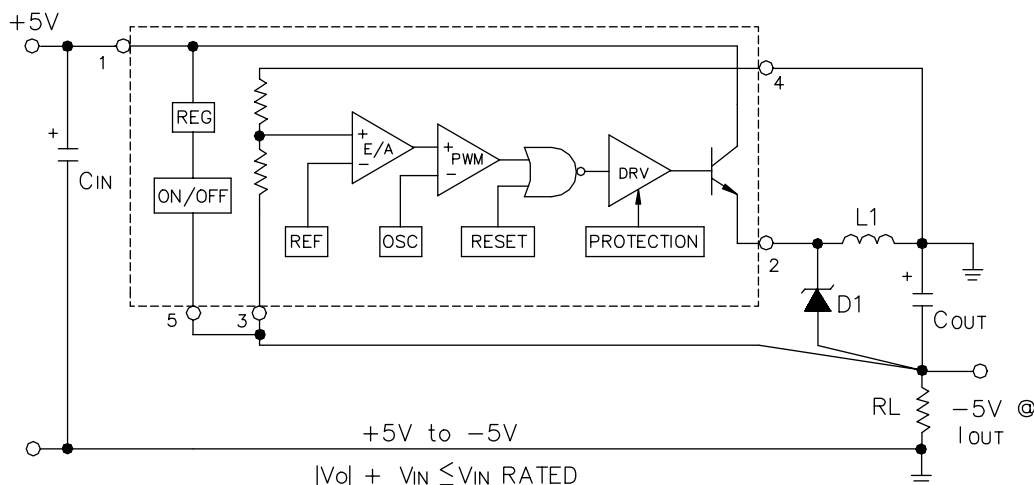 +5V
1
4
REG
+
E/A
−
+
PWM
−
DRV
+
CIN
ON/OFF
REF
OSC
RESET
PROTECTION
L1
2
+
D1
COUT
5
3
RL
−5V @
IOUT
+5V to −5V
|Vo| + VIN ≤ VIN RATED